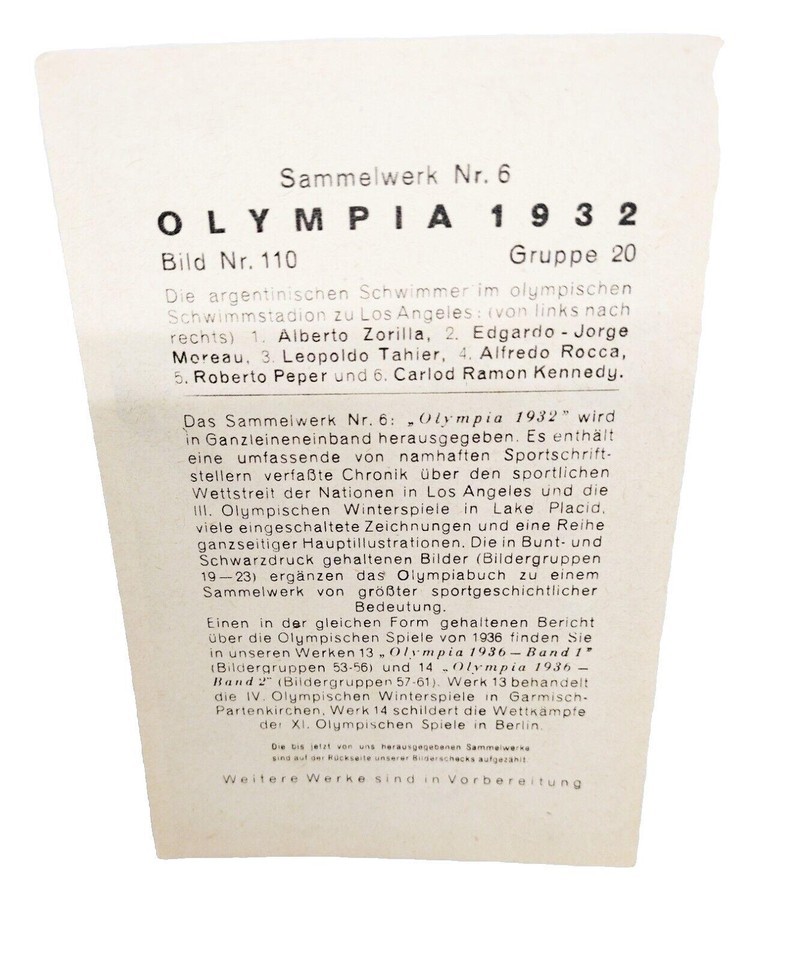 Sammelwerk Nr. 6
OLYMPIA 1932
Bild Nr. 110 Gruppe 20
Die argentinischen Schwimmer im olympischen
Schwimmstadion zu Los Angeles: (von links nach
rechts) 1. Alberto Zorilla, 2. Edgardo-Jorge
Moreau, 3. Leopoldo Tahier, 4. Alfredo Rocca,
5. Roberto Peper und 6. Carlod Ramon Kennedy.
Das Sammelwerk Nr. 6: „Olympia 1932” wird
in Ganzleineneinband herausgegeben. Es enthält
eine umfassende von namhaften Sportschrift-
stellern verfaßte Chronik über den sportlichen
Wettstreit der Nationen in Los Angeles und die
III. Olympischen Winterspiele in Lake Placid,
viele eingeschaltete Zeichnungen und eine Reihe
ganzseitiger Hauptillustrationen. Die in Bunt- und
Schwarzdruck gehaltenen Bilder (Bildergruppen
19—23) ergänzen das Olympiabuch zu einem
Sammelwerk von größter sportgeschichtlicher
Bedeutung.
Einen in der gleichen Form gehaltenen Bericht
über die Olympischen Spiele von 1936 finden Sie
in unseren Werken 13 „Olympia 1936 — Band 1”
(Bildergruppen 53-56) und 14 „Olympia 1936 —
Band 2” (Bildergruppen 57-61). Werk 13 behandelt
die IV. Olympischen Winterspiele in Garmisch-
Partenkirchen, Werk 14 schildert die Wettkämpfe
der XI. Olympischen Spiele in Berlin.
Die bis jetzt von uns herausgegebenen Sammelwerke
sind auf der Rückseite unserer Bilderschecks aufgezählt.
Weitere Werke sind in Vorbereitung